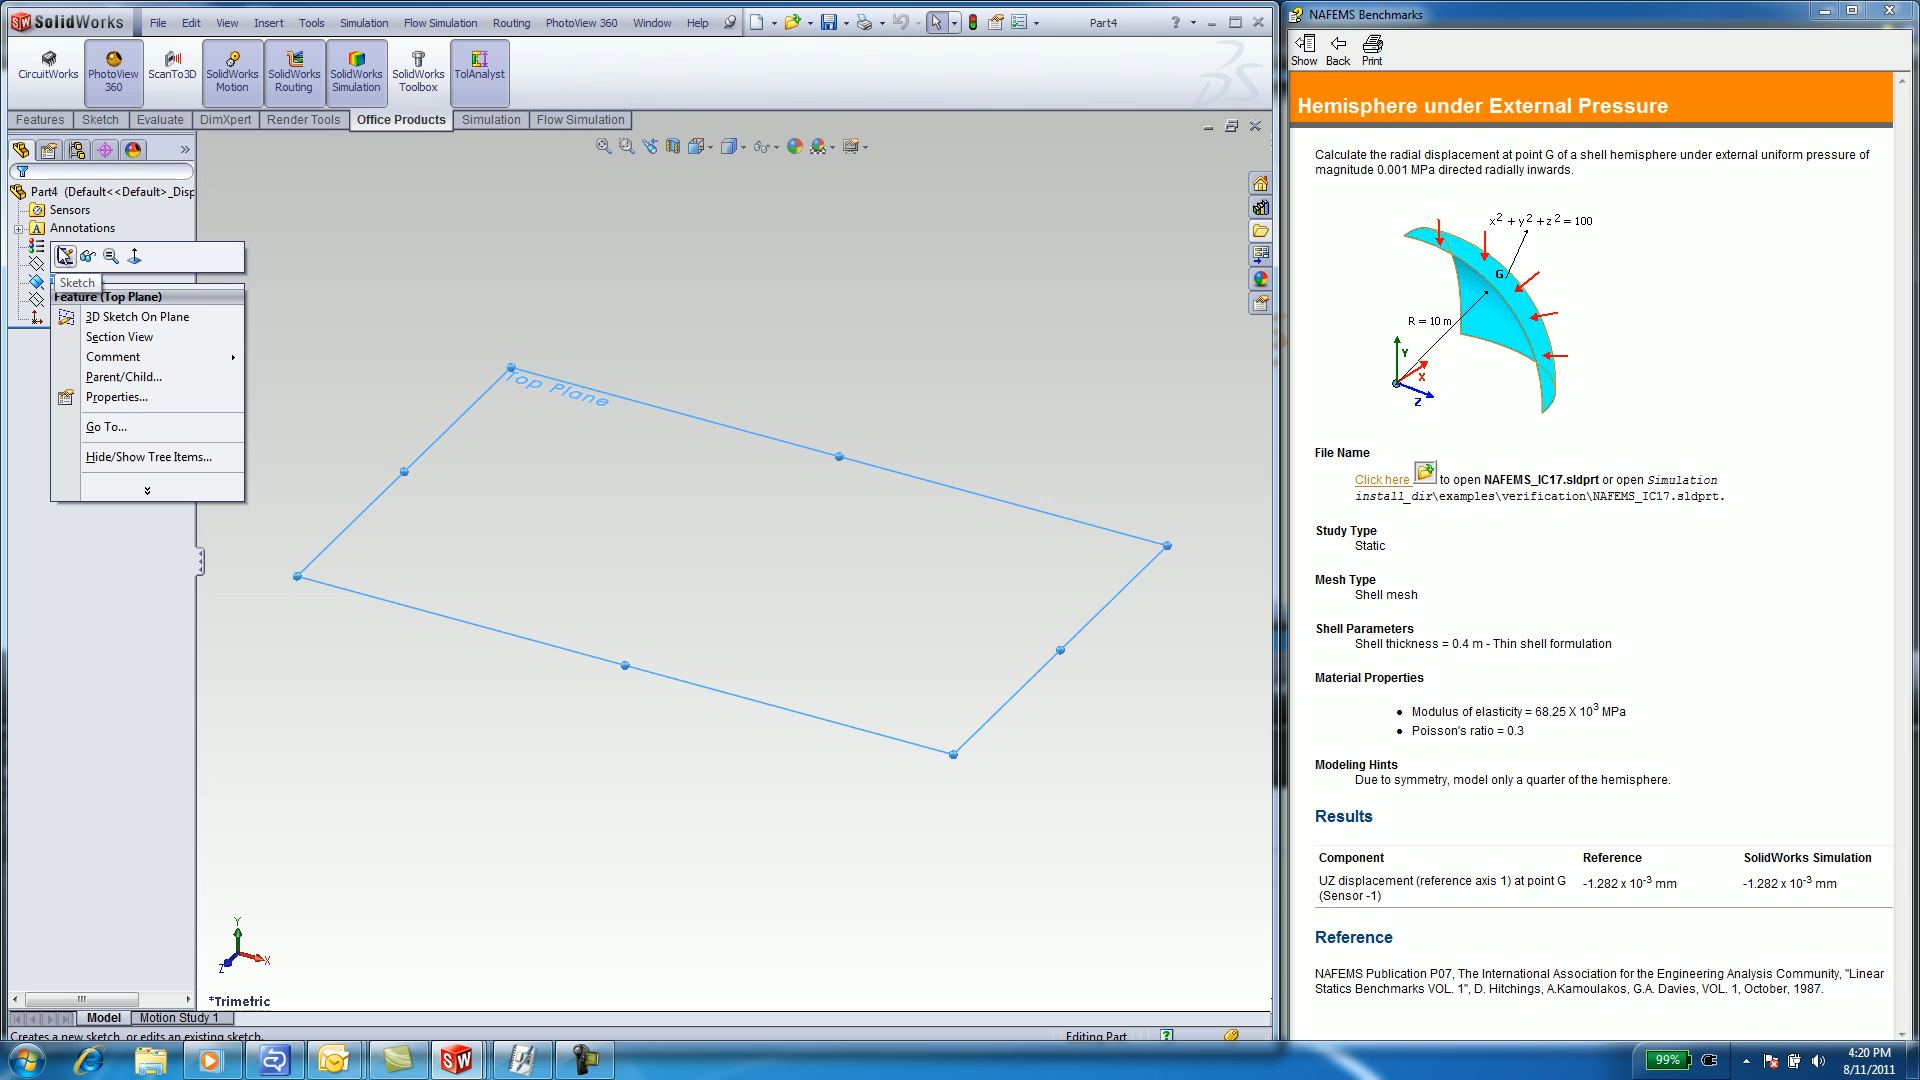 SolidWorks File Edit View Insert Tools Simulation Flow Simulation Routing PhotoView 360 Window Help Part4
CircuitWorks PhotoView 360 ScanTo3D SolidWorks Motion SolidWorks Routing SolidWorks Simulation SolidWorks Toolbox TolAnalyst
Features Sketch Evaluate DimXpert Render Tools Office Products Simulation Flow Simulation
Part4 (Default<<Default>_Disp
Sensors
Annotations
Sketch
Feature (Top Plane)
3D Sketch On Plane
Section View
Comment
Parent/Child...
Properties...
Go To...
Hide/Show Tree Items...
Top Plane
Y
X
Z
*Trimetric
Model Motion Study 1
Creates a new sketch, or edits an existing sketch. Editing Part
NAFEMS Benchmarks
Show Back Print
Hemisphere under External Pressure
Calculate the radial displacement at point G of a shell hemisphere under external uniform pressure of
magnitude 0.001 MPa directed radially inwards.
x² + y² + z² = 100
G
R = 10 m
Y
X
Z
File Name
Click here to open NAFEMS_IC17.sldprt or open Simulation
install_dir\examples\verification\NAFEMS_IC17.sldprt.
Study Type
Static
Mesh Type
Shell mesh
Shell Parameters
Shell thickness = 0.4 m - Thin shell formulation
Material Properties
• Modulus of elasticity = 68.25 X 10³ MPa
• Poisson's ratio = 0.3
Modeling Hints
Due to symmetry, model only a quarter of the hemisphere.
Results
Component Reference SolidWorks Simulation
UZ displacement (reference axis 1) at point G -1.282 x 10⁻³ mm -1.282 x 10⁻³ mm
(Sensor -1)
Reference
NAFEMS Publication P07, The International Association for the Engineering Analysis Community, "Linear
Statics Benchmarks VOL. 1", D. Hitchings, A.Kamoulakos, G.A. Davies, VOL. 1, October, 1987.
99%
4:20 PM
8/11/2011